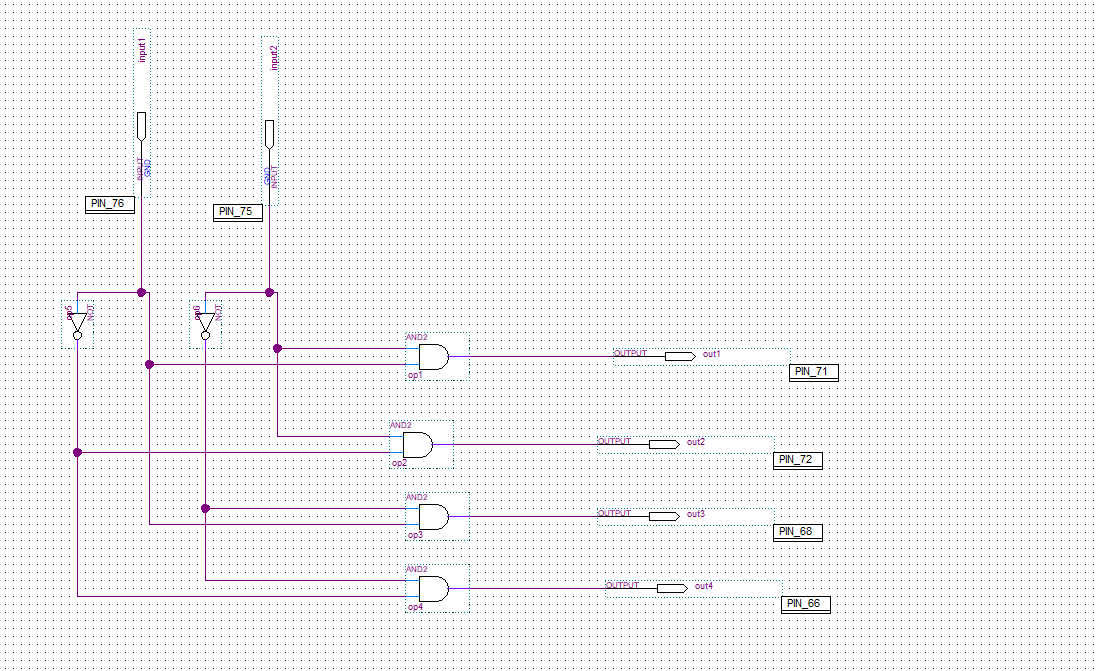 input1
input2
INPUT
GND
GND
INPUT
PIN_76
PIN_75
op5
NOT
op6
NOT
AND2
op1
OUTPUT
out1
PIN_71
AND2
op2
OUTPUT
out2
PIN_72
AND2
op3
OUTPUT
out3
PIN_68
AND2
op4
OUTPUT
out4
PIN_66